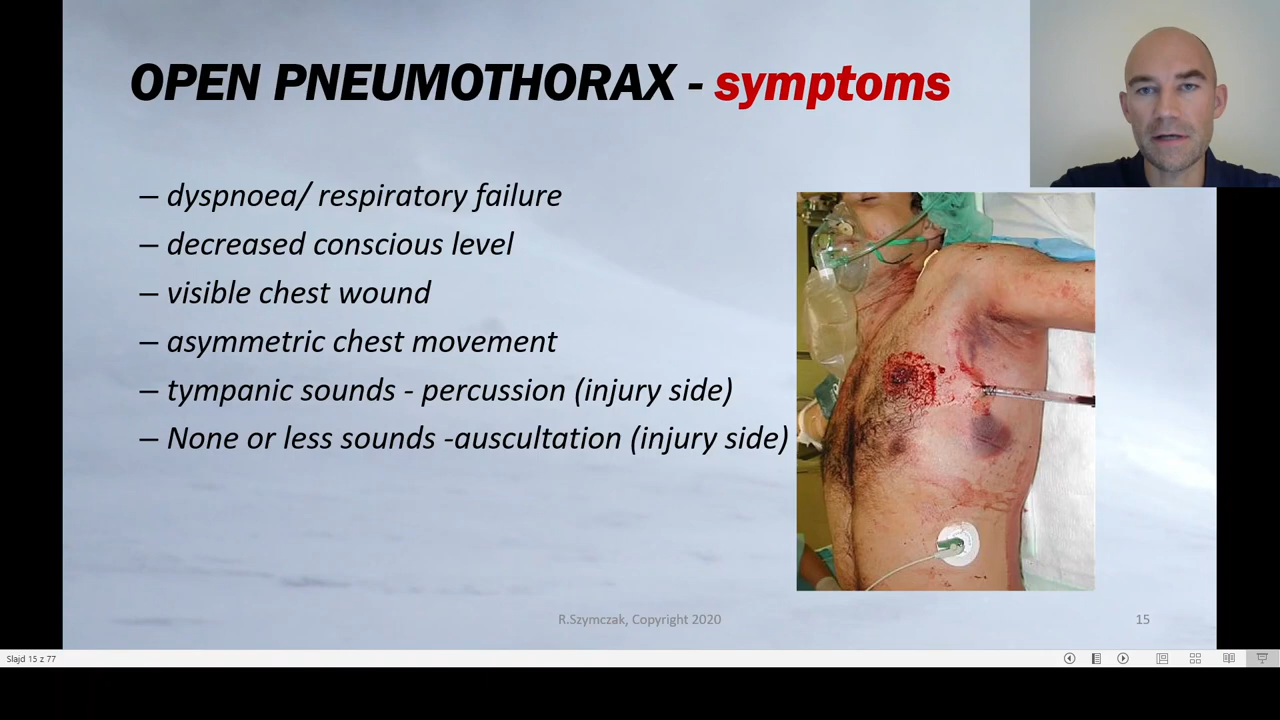 OPEN PNEUMOTHORAX - symptoms
– dyspnoea/ respiratory failure
– decreased conscious level
– visible chest wound
– asymmetric chest movement
– tympanic sounds - percussion (injury side)
– None or less sounds -auscultation (injury side)
R.Szymczak, Copyright 2020
15
Slajd 15 z 77